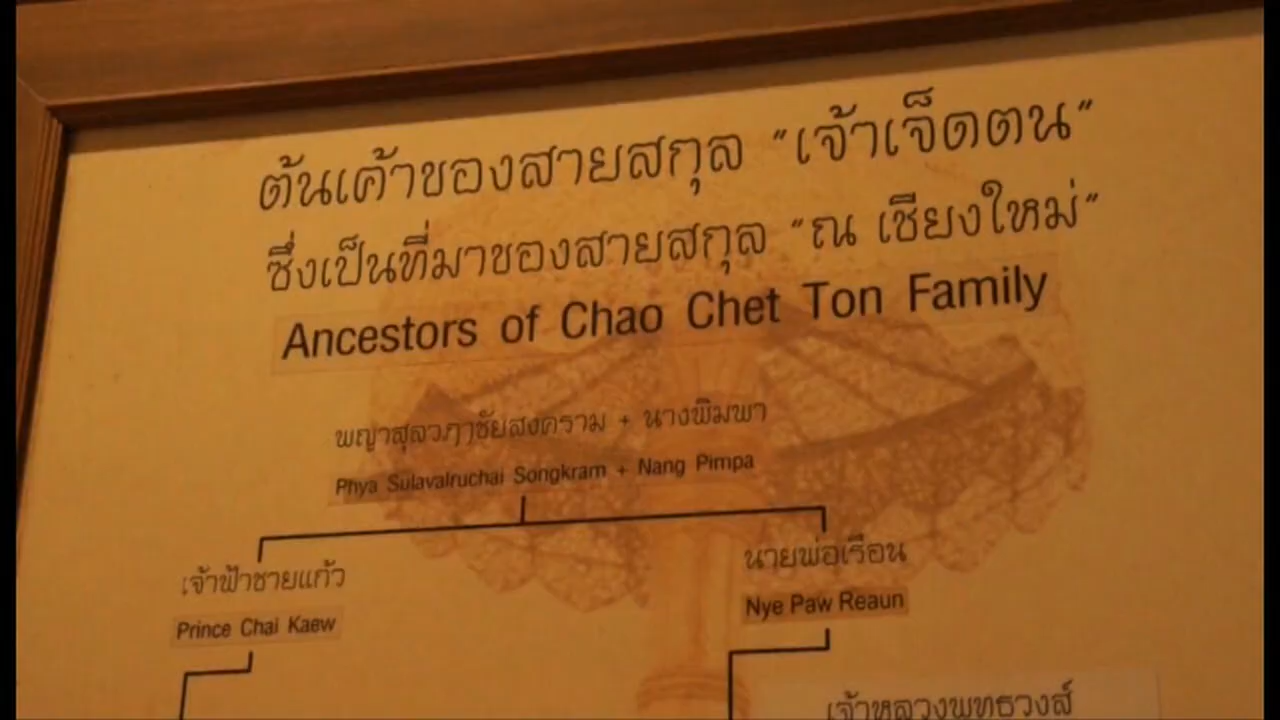 ต้นเค้าของสายสกุล "เจ้าเจ็ดตน"
ซึ่งเป็นที่มาของสายสกุล "ณ เชียงใหม่"
Ancestors of Chao Chet Ton Family
พญาสุลวฦๅชัยสงคราม + นางพิมพา
Phya Sulavalruchai Songkram + Nang Pimpa
เจ้าฟ้าชายแก้ว
Prince Chai Kaew
นายพ่อเรือน
Nye Paw Reaun
เจ้าหลวงพุทธวงส์